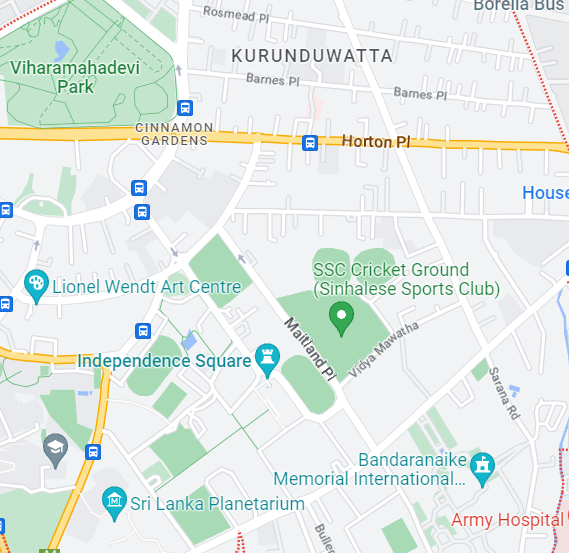 Borella Bus
Rosmead Pl
KURUNDUWATTA
Viharamahadevi
Park
Barnes Pl
Barnes Pl
CINNAMON
GARDENS
Horton Pl
House
SSC Cricket Ground
(Sinhalese Sports Club)
Lionel Wendt Art Centre
Maitland Pl
Vidya Mawatha
Independence Square
Sarana Rd
Bandaranaike
Memorial International...
Sri Lanka Planetarium
Army Hospital
Buller